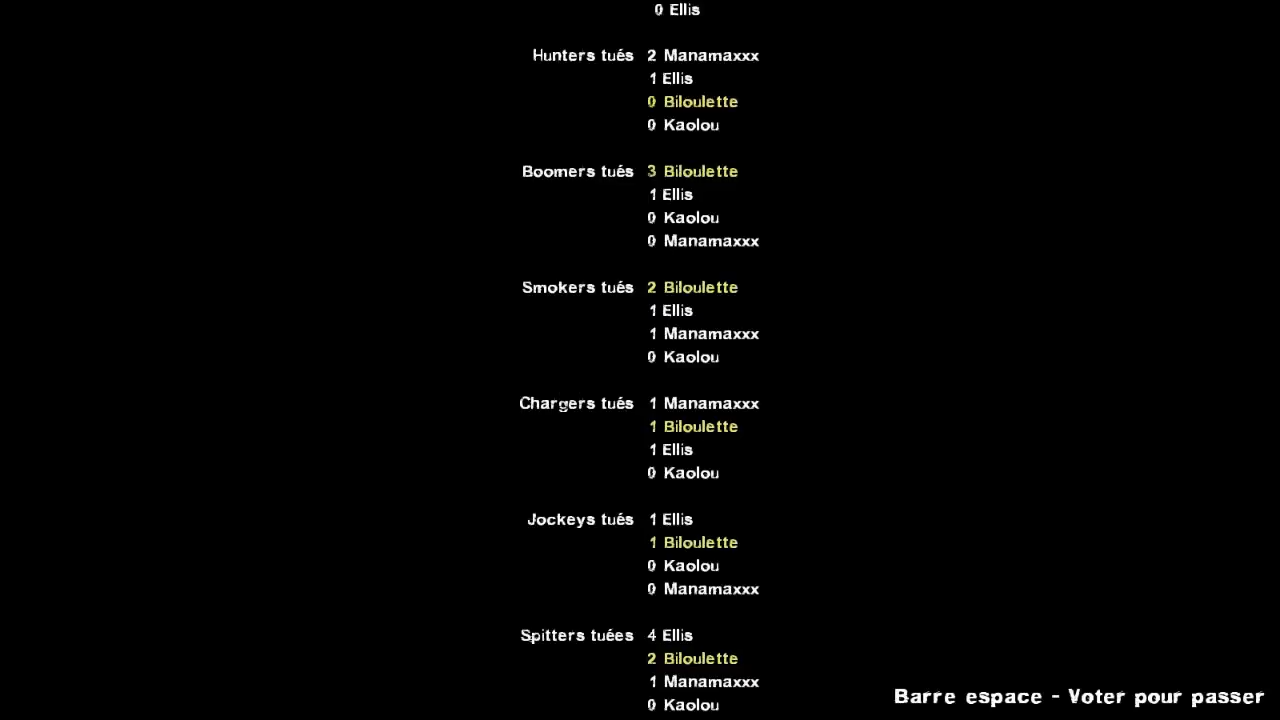 0 Ellis
Hunters tués 2 Manamaxxx
1 Ellis
0 Biloulette
0 Kaolou
Boomers tués 3 Biloulette
1 Ellis
0 Kaolou
0 Manamaxxx
Smokers tués 2 Biloulette
1 Ellis
1 Manamaxxx
0 Kaolou
Chargers tués 1 Manamaxxx
1 Biloulette
1 Ellis
0 Kaolou
Jockeys tués 1 Ellis
1 Biloulette
0 Kaolou
0 Manamaxxx
Spitters tuées 4 Ellis
2 Biloulette
1 Manamaxxx
0 Kaolou
Barre espace - Voter pour passer